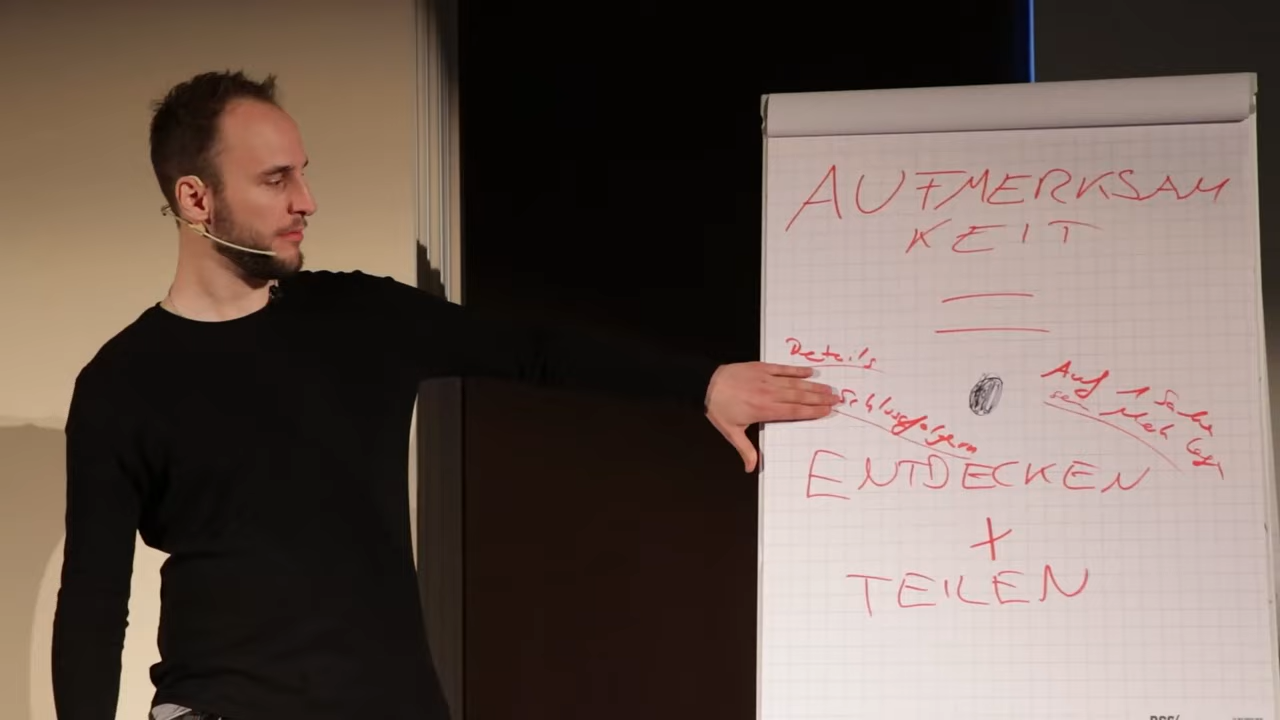 AUFMERKSAM
KEIT
=
Details
Schlussfolgern
Auf 1 Sache
ENTDECKEN
+
TEILEN